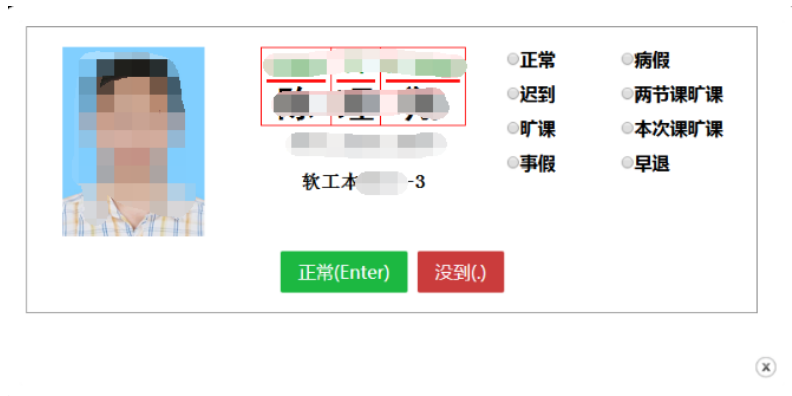 正常 病假
迟到 两节课旷课
旷课 本次课旷课
事假 早退
软工本 -3
正常(Enter) 没到(.)